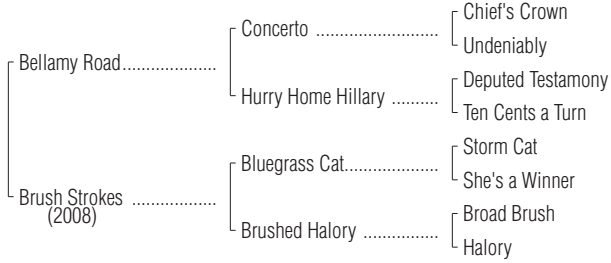 Chief's Crown
Concerto ........................
Undeniably
Bellamy Road...................
Deputed Testamony
Hurry Home Hillary ..........
Ten Cents a Turn
Storm Cat
Bluegrass Cat...................
She's a Winner
Brush Strokes .................
(2008)
Broad Brush
Brushed Halory ...............
Halory